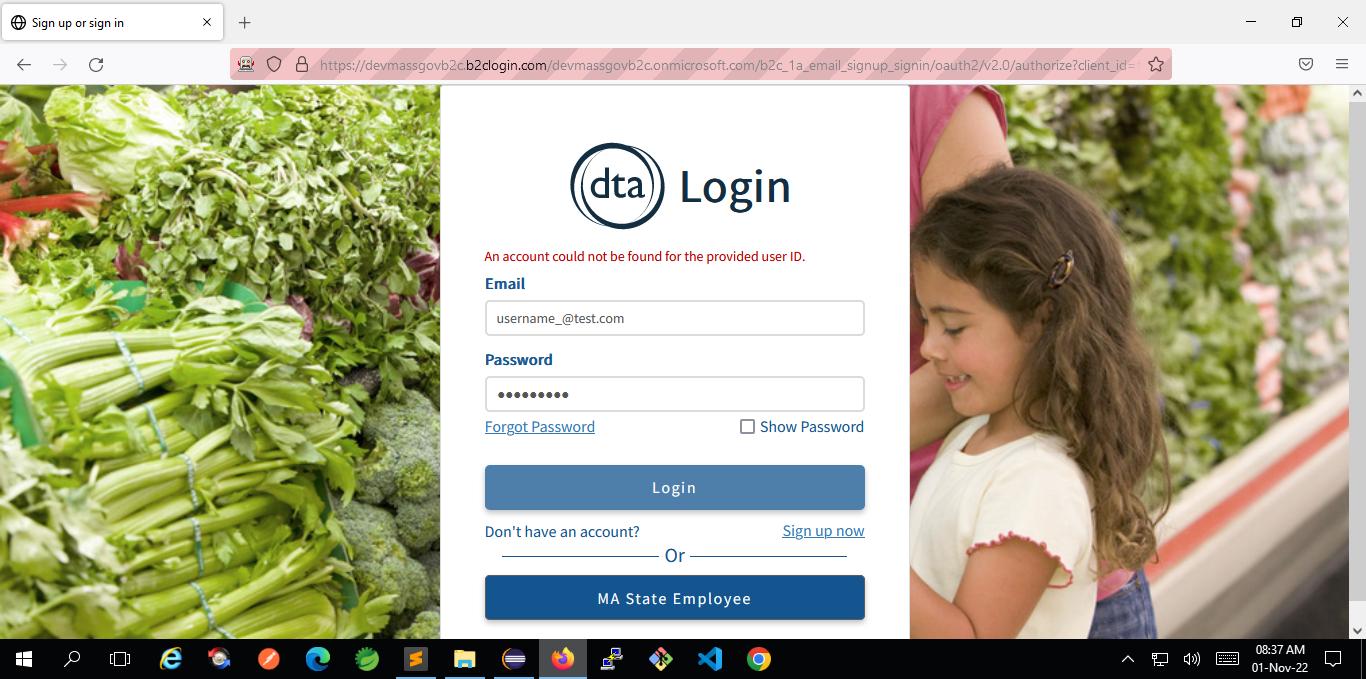 Sign up or sign in
https://devmassgovb2c.b2clogin.com/devmassgovb2c.onmicrosoft.com/b2c_1a_email_signup_signin/oauth2/v2.0/authorize?client_id=
dta Login
An account could not be found for the provided user ID.
Email
username_@test.com
Password
Forgot Password Show Password
Login
Don't have an account? Sign up now
Or
MA State Employee
08:37 AM
01-Nov-22